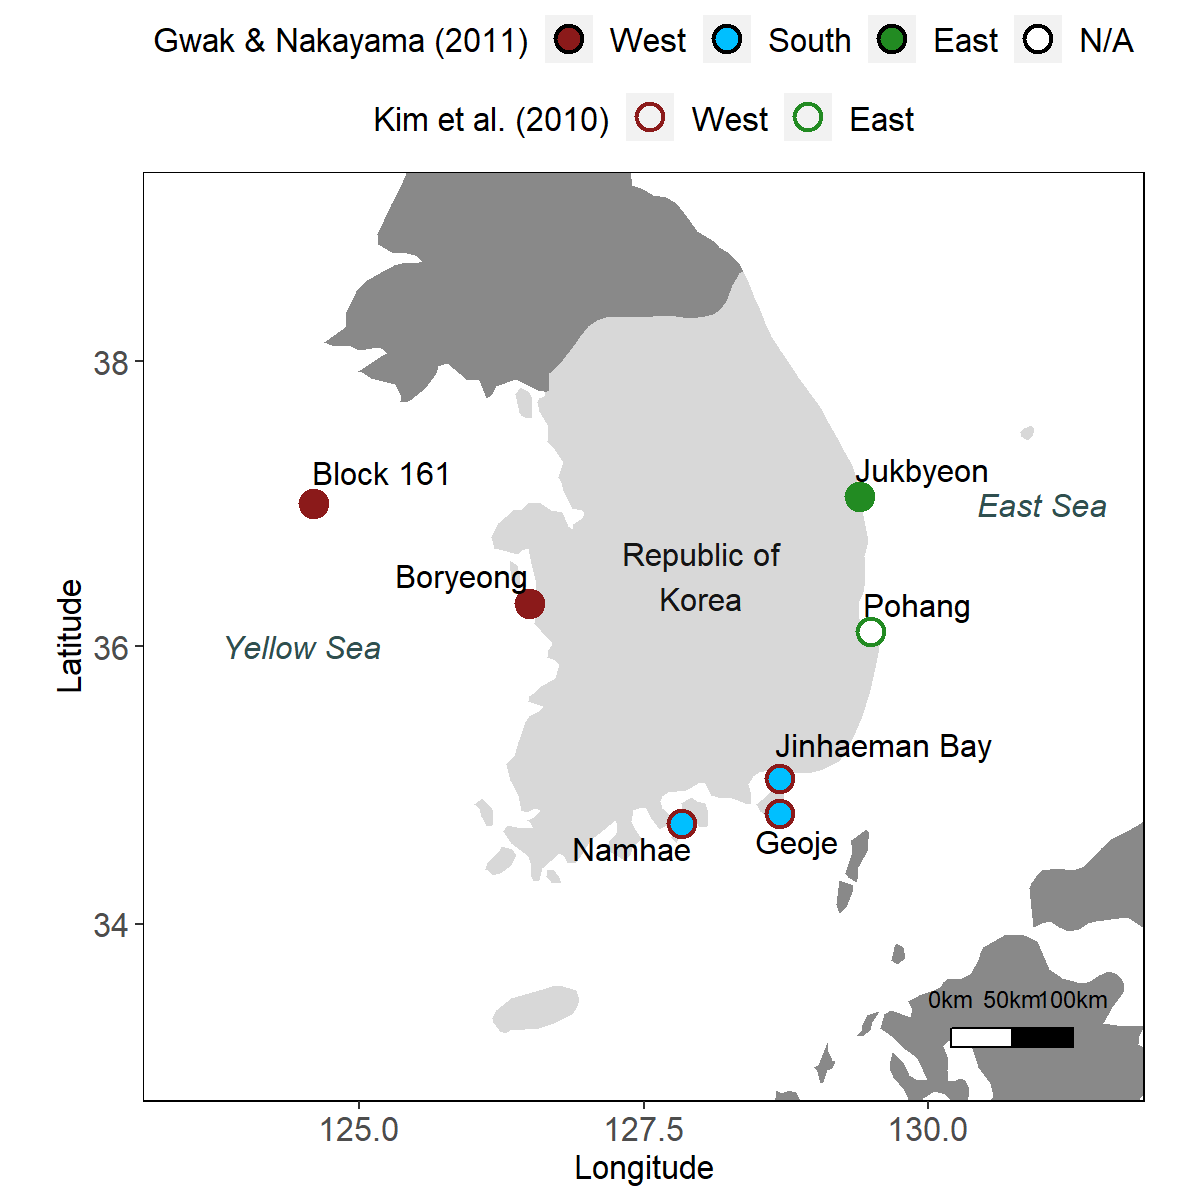 Gwak & Nakayama (2011) West South East N/A
Kim et al. (2010) West East
38
36
34
Latitude
Block 161
Jukbyeon
East Sea
Republic of
Korea
Boryeong
Pohang
Yellow Sea
Jinhaeman Bay
Namhae
Geoje
0km 50km 100km
125.0 127.5 130.0
Longitude